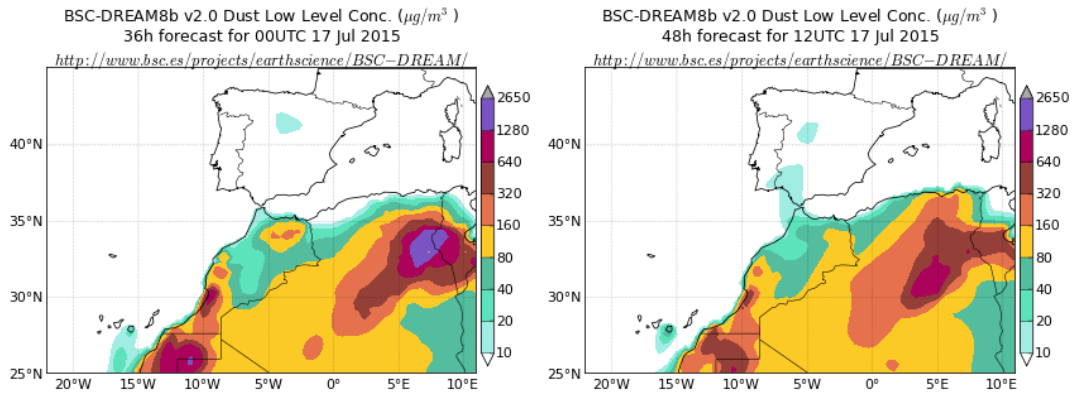 BSC-DREAM8b v2.0 Dust Low Level Conc. (μg/m³ )
36h forecast for 00UTC 17 Jul 2015
http://www.bsc.es/projects/earthscience/BSC−DREAM/
40°N
35°N
30°N
25°N
20°W
15°W
10°W
5°W
0°
5°E
10°E
2650
1280
640
320
160
80
40
20
10
BSC-DREAM8b v2.0 Dust Low Level Conc. (μg/m³ )
48h forecast for 12UTC 17 Jul 2015
http://www.bsc.es/projects/earthscience/BSC−DREAM/
40°N
35°N
30°N
25°N
20°W
15°W
10°W
5°W
0°
5°E
10°E
2650
1280
640
320
160
80
40
20
10